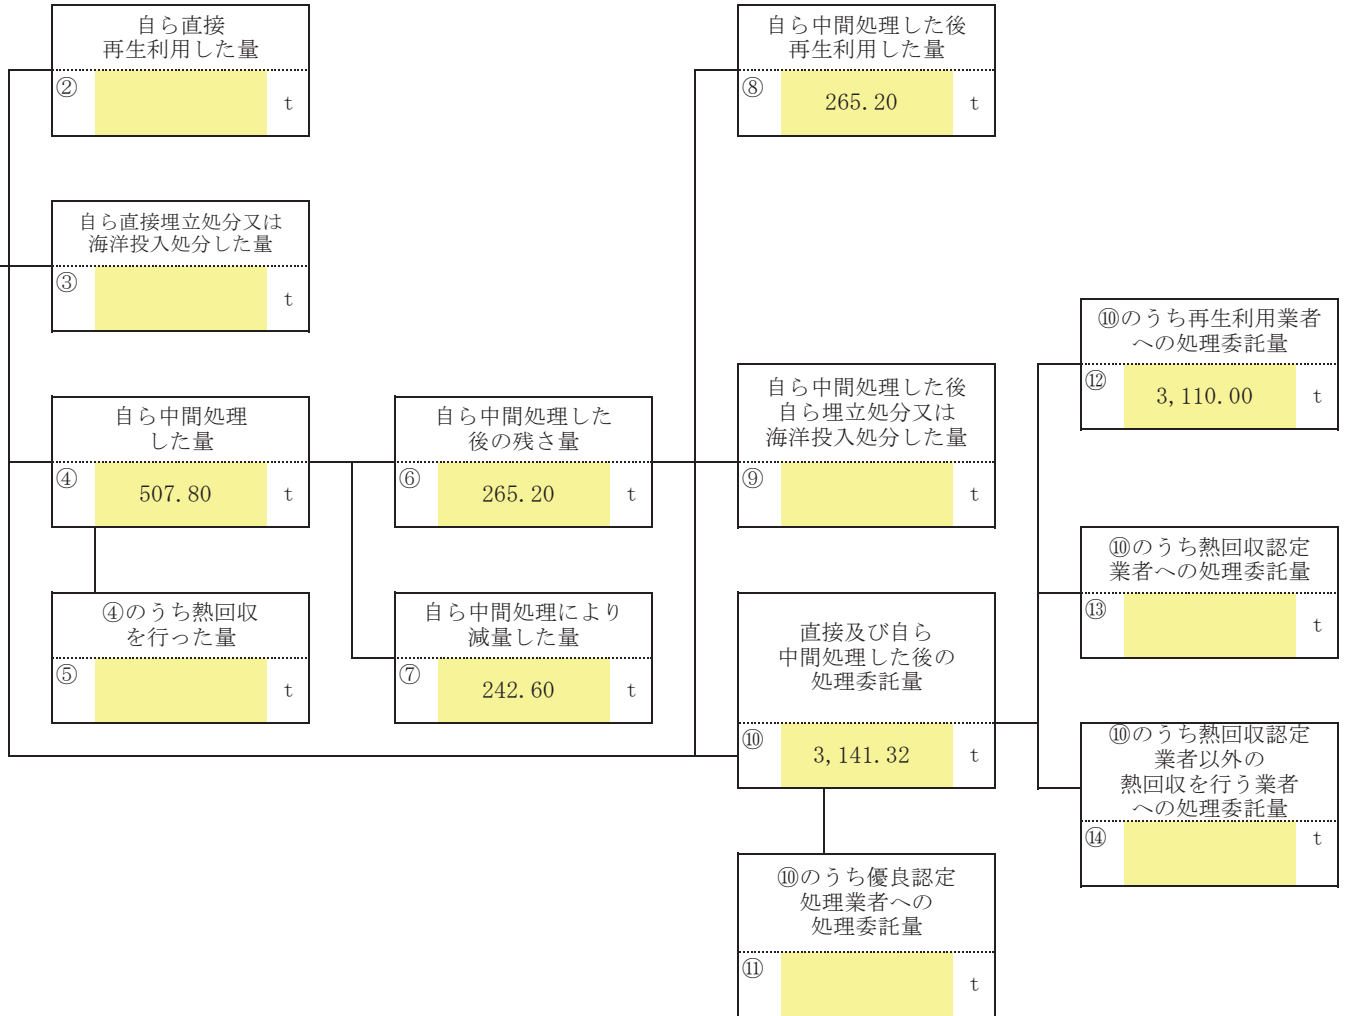 自ら直接
再生利用した量
②
t
自ら中間処理した後
再生利用した量
⑧
265.20
t
自ら直接埋立処分又は
海洋投入処分した量
③
t
⑩のうち再生利用業者
への処理委託量
⑫
3,110.00
t
自ら中間処理
した量
④
507.80
t
自ら中間処理した
後の残さ量
⑥
265.20
t
自ら中間処理した後
自ら埋立処分又は
海洋投入処分した量
⑨
t
⑩のうち熱回収認定
業者への処理委託量
⑬
t
④のうち熱回収
を行った量
⑤
t
自ら中間処理により
減量した量
⑦
242.60
t
直接及び自ら
中間処理した後の
処理委託量
⑩
3,141.32
t
⑩のうち熱回収認定
業者以外の
熱回収を行う業者
への処理委託量
⑭
t
⑩のうち優良認定
処理業者への
処理委託量
⑪
t